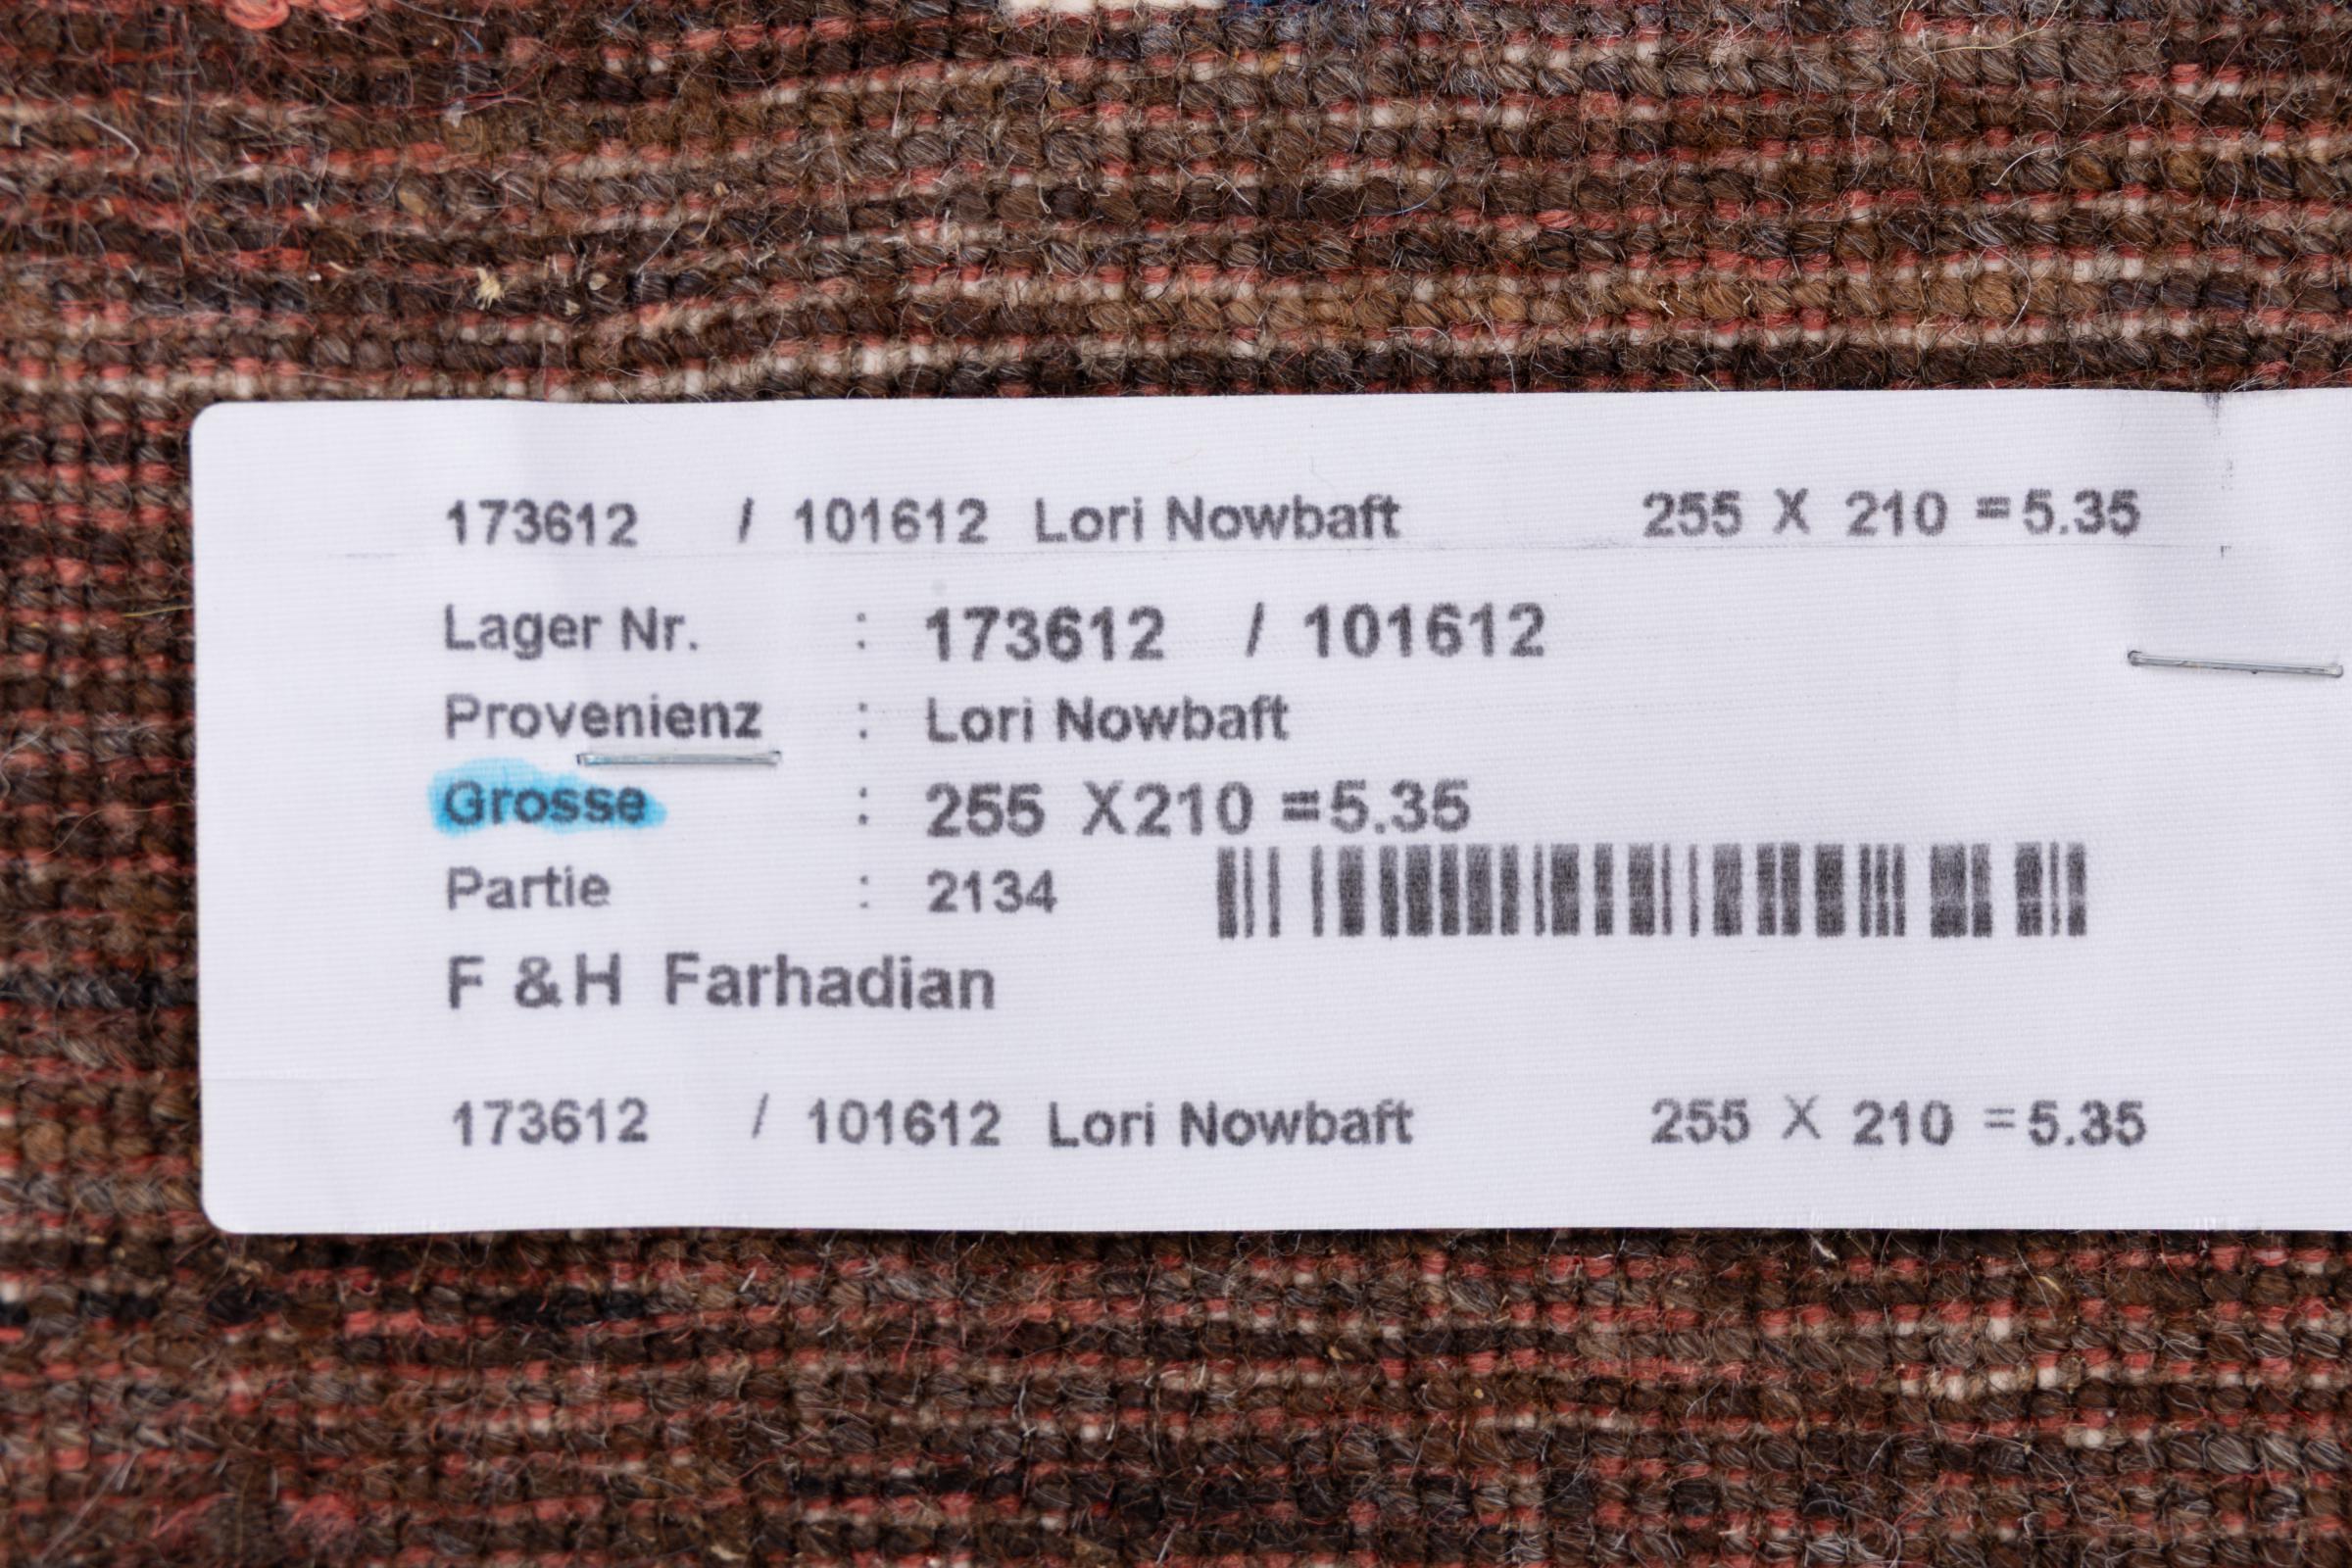 173612 / 101612 Lori Nowbaft 255 X 210 =5.35
Lager Nr. : 173612 / 101612
Provenienz : Lori Nowbaft
Grosse : 255 X210 =5.35
Partie : 2134
F &H Farhadian
173612 / 101612 Lori Nowbaft 255 X 210 =5.35